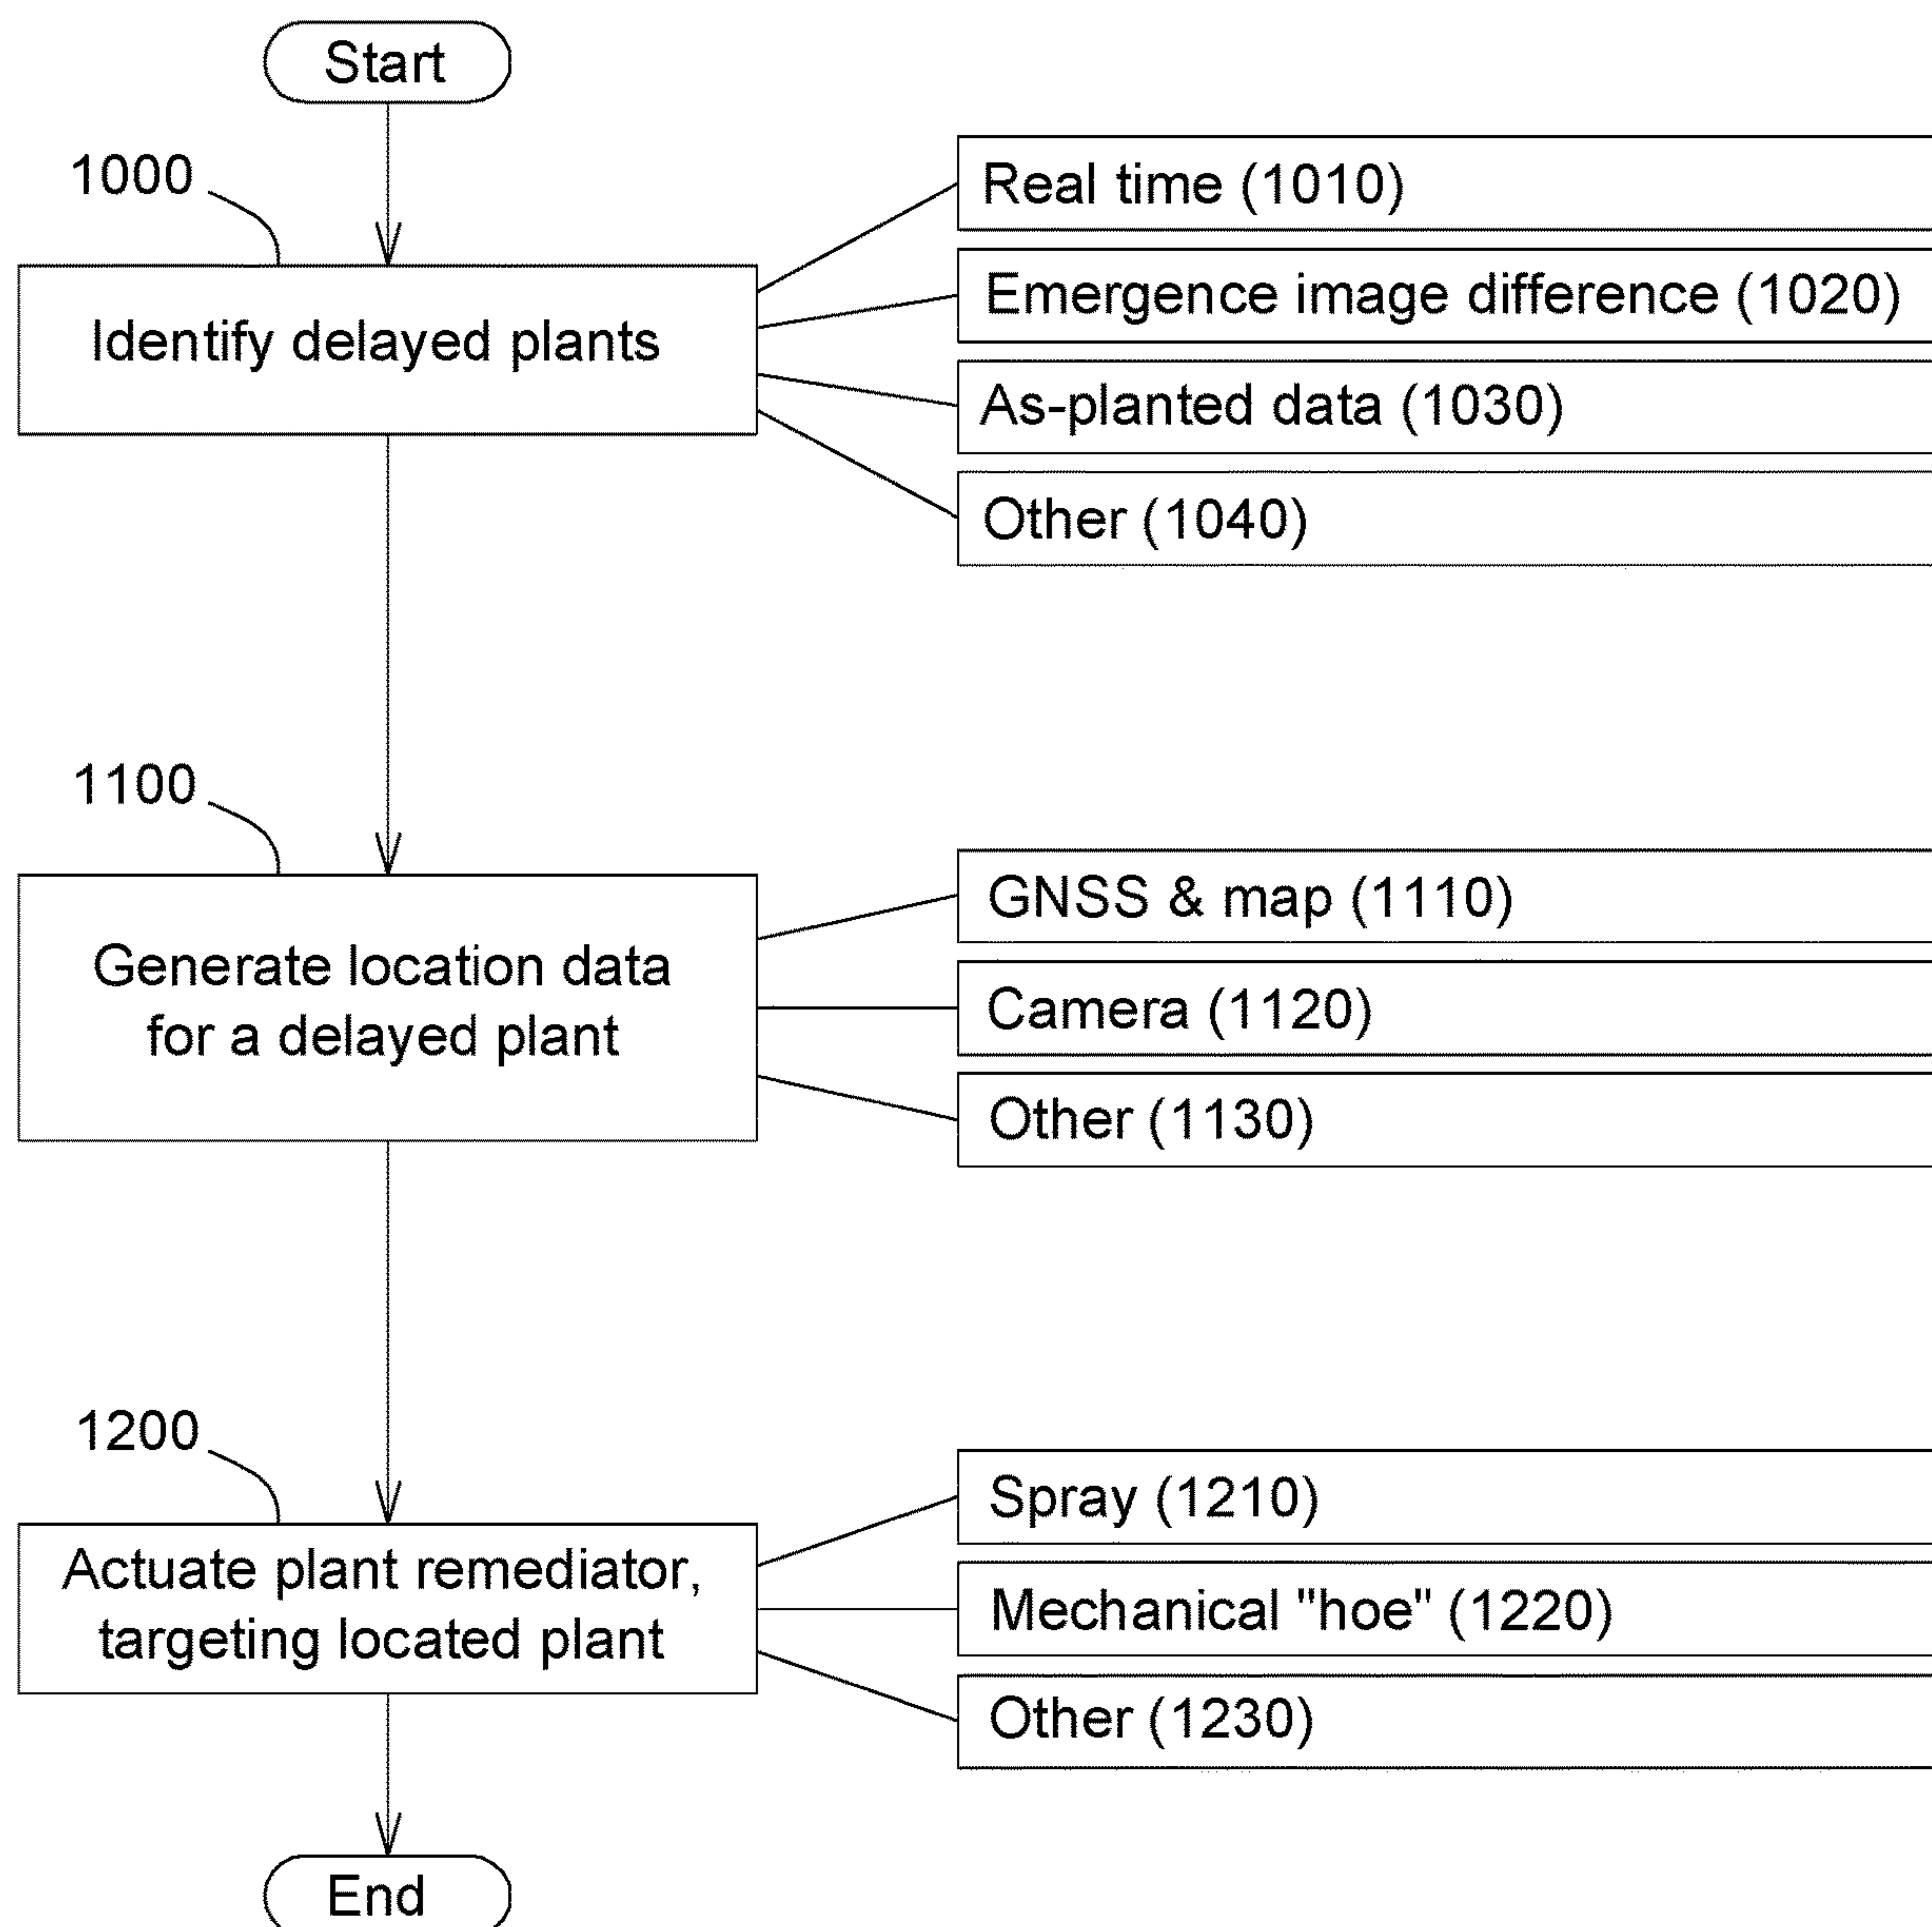 Start
1000
Identify delayed plants
Real time (1010)
Emergence image difference (1020)
As-planted data (1030)
Other (1040)
1100
Generate location data
for a delayed plant
GNSS & map (1110)
Camera (1120)
Other (1130)
1200
Actuate plant remediator,
targeting located plant
Spray (1210)
Mechanical "hoe" (1220)
Other (1230)
End